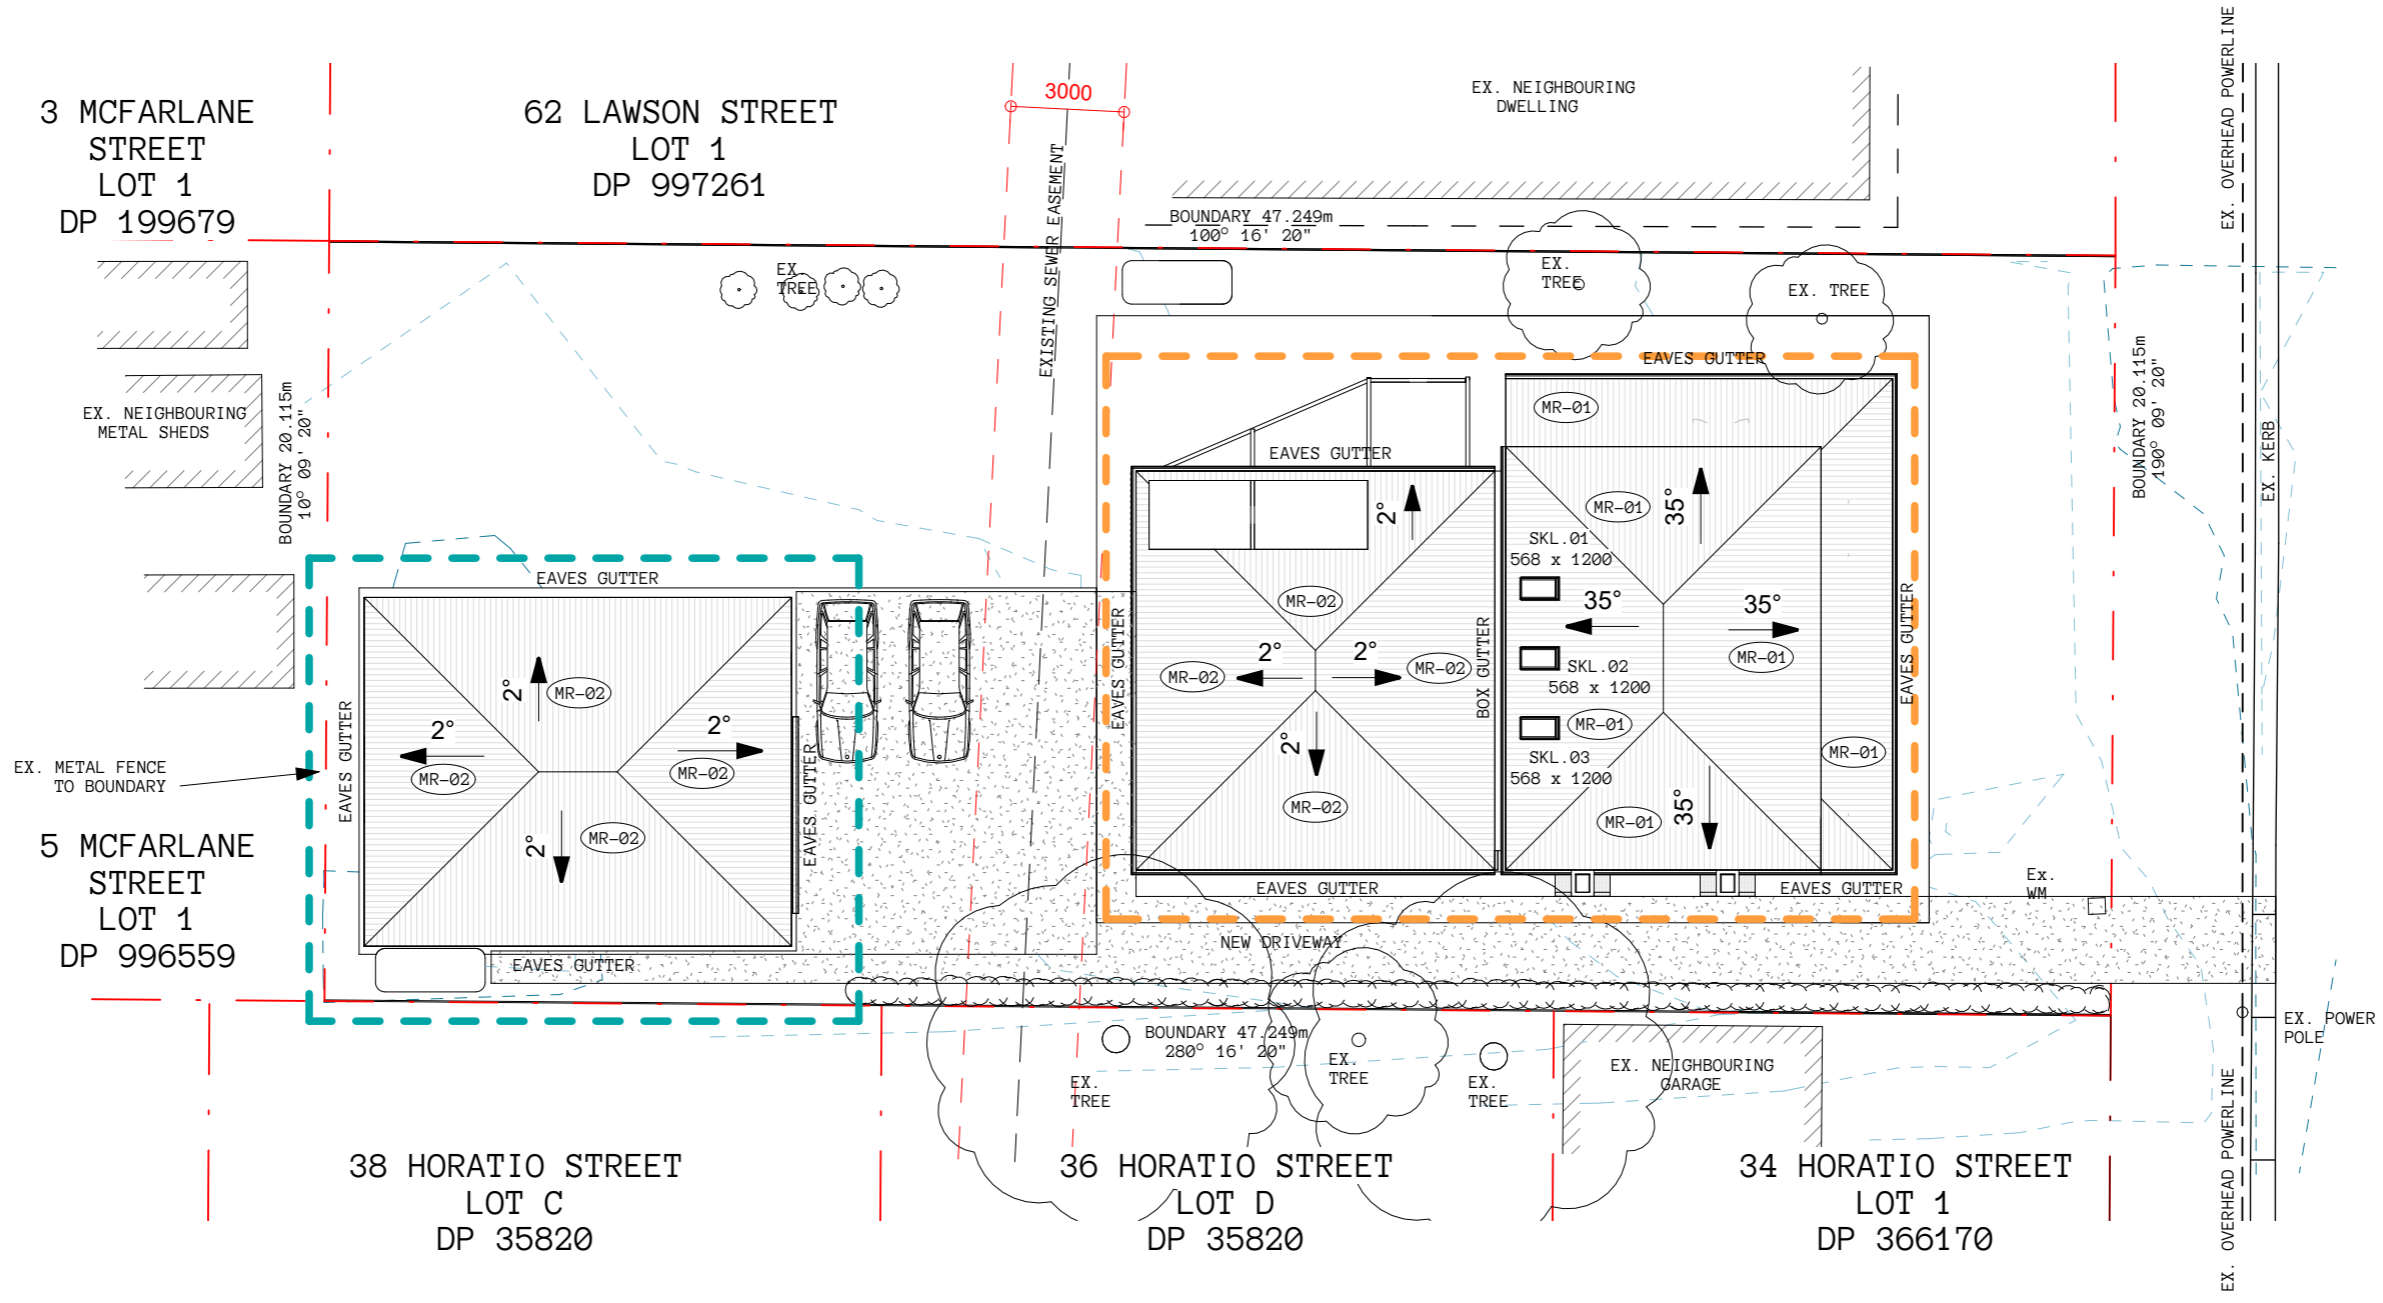 3 MCFARLANE
STREET
LOT 1
DP 199679
62 LAWSON STREET
LOT 1
DP 997261
3000
EXISTING SEWER EASEMENT
EX. NEIGHBOURING
DWELLING
EX. OVERHEAD POWERLINE
BOUNDARY 47.249m
100° 16' 20"
EX.
TREE
EX.
TREE
EX. TREE
EX. NEIGHBOURING
METAL SHEDS
BOUNDARY 20.115m
10° 09' 20"
BOUNDARY 20.115m
190° 09' 20"
EX. KERB
EAVES GUTTER
MR-01
EAVES GUTTER
2°
MR-01
35°
SKL.01
568 x 1200
EAVES GUTTER
MR-02
35°
35°
EAVES GUTTER
EAVES GUTTER
BOX GUTTER
2°
2°
MR-02
MR-02
SKL.02
568 x 1200
MR-01
2°
MR-02
EAVES GUTTER
2°
MR-02
2°
MR-02
EAVES GUTTER
2°
MR-01
SKL.03
568 x 1200
MR-01
EX. METAL FENCE
TO BOUNDARY
2°
MR-02
MR-02
MR-01
35°
5 MCFARLANE
STREET
LOT 1
DP 996559
EAVES GUTTER
EAVES GUTTER
EX.
WM
NEW DRIVEWAY
EAVES GUTTER
BOUNDARY 47.249m
280° 16' 20"
EX.
TREE
EX.
TREE
EX.
TREE
EX. NEIGHBOURING
GARAGE
EX. POWER
POLE
EX. OVERHEAD POWERLINE
38 HORATIO STREET
LOT C
DP 35820
36 HORATIO STREET
LOT D
DP 35820
34 HORATIO STREET
LOT 1
DP 366170